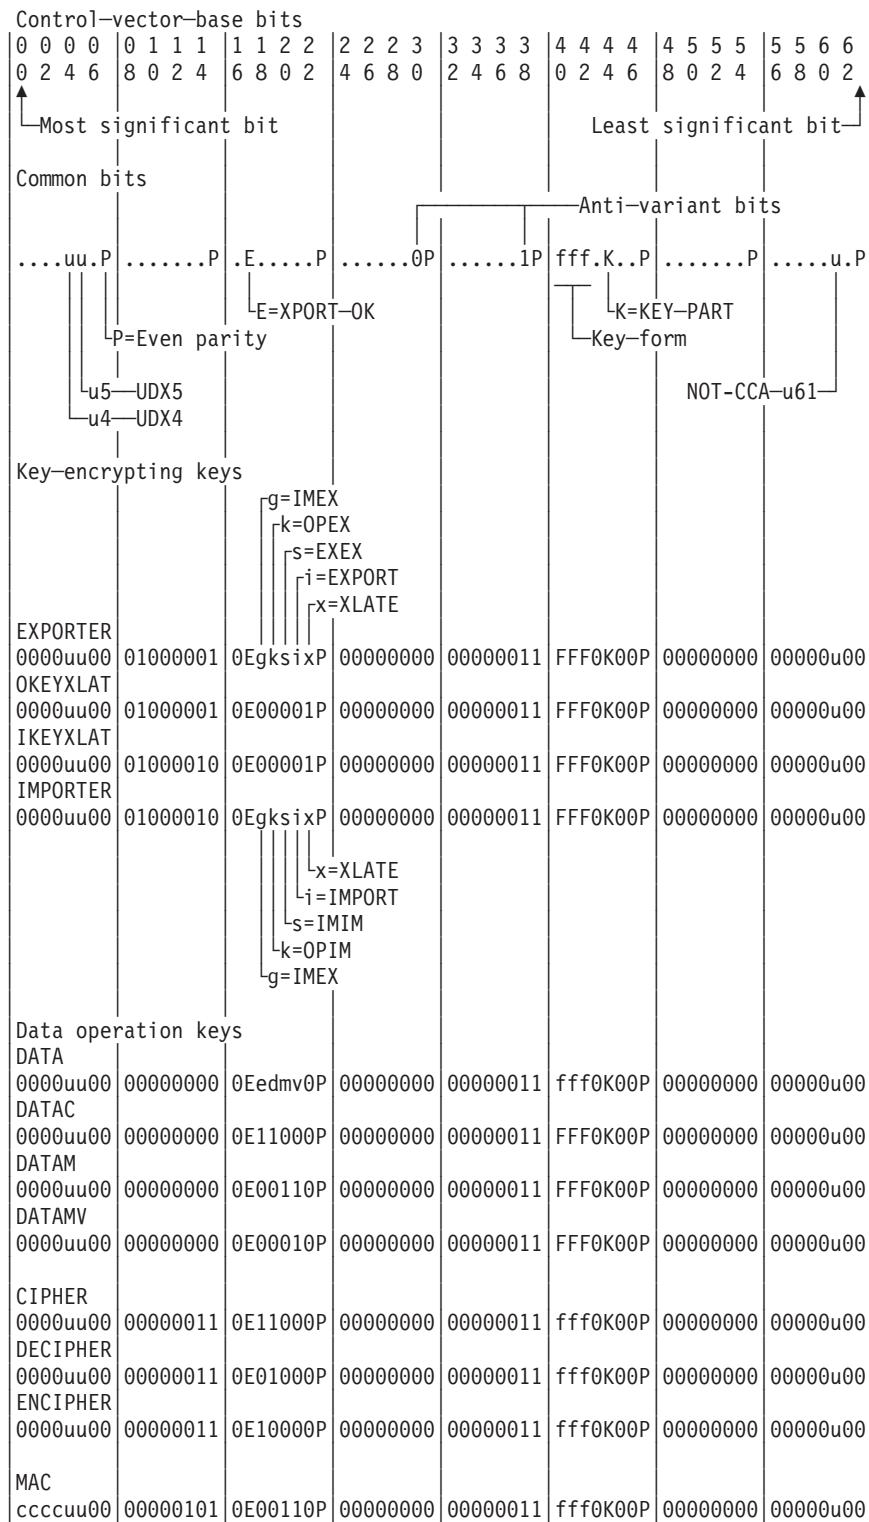 Control—vector—base bits
|0 0 0 0 |0 1 1 1 |1 1 2 2 |2 2 2 3 |3 3 3 3 |4 4 4 4 |4 5 5 5 |5 5 6 6
|0 2 4 6 |8 0 2 4 |6 8 0 2 |4 6 8 0 |2 4 6 8 |0 2 4 6 |8 0 2 4 |6 8 0 2
Most significant bit Least significant bit
Common bits
Anti—variant bits
|....uu.P|.......P|.E.....P|......0P|......1P|fff.K..P|.......P|.....u.P
E=XPORT—OK K=KEY—PART
P=Even parity Key—form
u5——UDX5 NOT-CCA—u61
u4——UDX4
Key—encrypting keys
g=IMEX
k=OPEX
s=EXEX
i=EXPORT
x=XLATE
EXPORTER
|0000uu00|01000001|0EgksixP|00000000|00000011|FFF0K00P|00000000|00000u00
OKEYXLAT
|0000uu00|01000001|0E00001P|00000000|00000011|FFF0K00P|00000000|00000u00
IKEYXLAT
|0000uu00|01000010|0E00001P|00000000|00000011|FFF0K00P|00000000|00000u00
IMPORTER
|0000uu00|01000010|0EgksixP|00000000|00000011|FFF0K00P|00000000|00000u00
x=XLATE
i=IMPORT
s=IMIM
k=OPIM
g=IMEX
Data operation keys
DATA
|0000uu00|00000000|0Eedmv0P|00000000|00000011|fff0K00P|00000000|00000u00
DATAC
|0000uu00|00000000|0E11000P|00000000|00000011|FFF0K00P|00000000|00000u00
DATAM
|0000uu00|00000000|0E00110P|00000000|00000011|FFF0K00P|00000000|00000u00
DATAMV
|0000uu00|00000000|0E00010P|00000000|00000011|FFF0K00P|00000000|00000u00
CIPHER
|0000uu00|00000011|0E11000P|00000000|00000011|fff0K00P|00000000|00000u00
DECIPHER
|0000uu00|00000011|0E01000P|00000000|00000011|fff0K00P|00000000|00000u00
ENCIPHER
|0000uu00|00000011|0E10000P|00000000|00000011|fff0K00P|00000000|00000u00
MAC
|ccccuu00|00000101|0E00110P|00000000|00000011|fff0K00P|00000000|00000u00